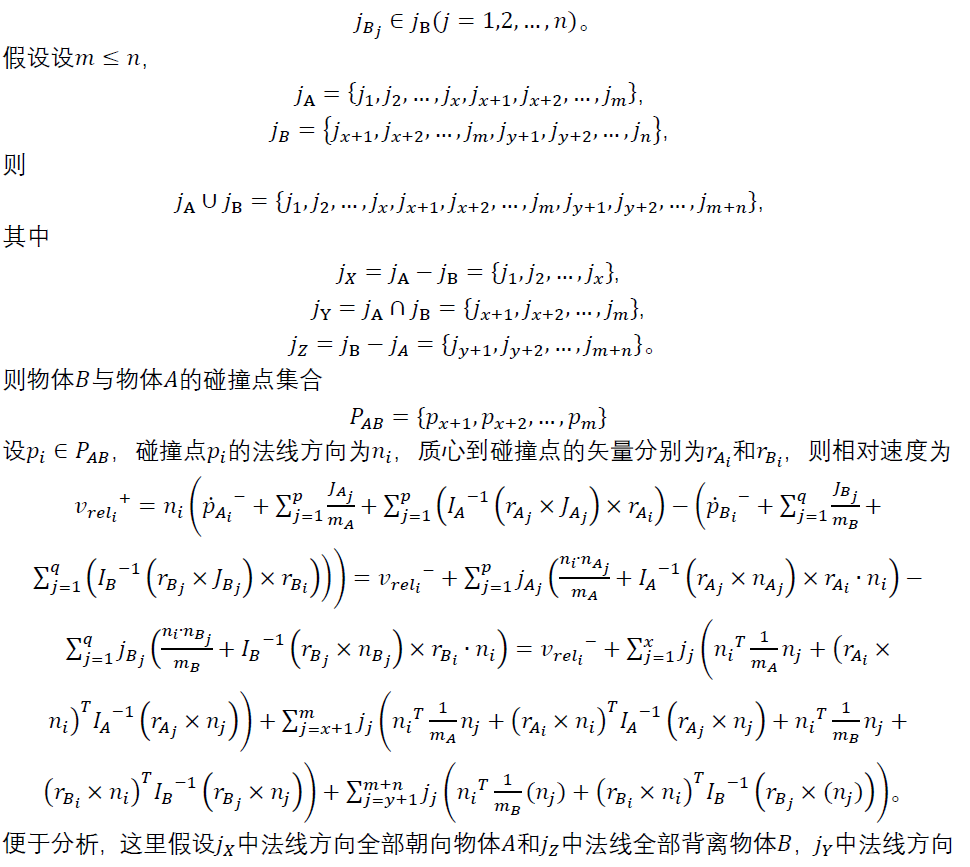 j_{B_j} ∈ j_B(j = 1,2, … , n)。
假设设m ≤ n，
j_A = {j_1, j_2, … , j_x, j_{x+1}, j_{x+2}, … , j_m},
j_B = {j_{x+1}, j_{x+2}, … , j_m, j_{y+1}, j_{y+2}, … , j_n},
则
j_A ∪ j_B = {j_1, j_2, … , j_x, j_{x+1}, j_{x+2}, … , j_m, j_{y+1}, j_{y+2}, … , j_{m+n}},
其中
j_X = j_A − j_B = {j_1, j_2, … , j_x},
j_Y = j_A ∩ j_B = {j_{x+1}, j_{x+2}, … , j_m},
j_Z = j_B − j_A = {j_{y+1}, j_{y+2}, … , j_{m+n}}。
则物体B与物体A的碰撞点集合
P_{AB} = {p_{x+1}, p_{x+2}, … , p_m}
设p_i ∈ P_{AB}，碰撞点p_i的法线方向为n_i，质心到碰撞点的矢量分别为r_{A_i}和r_{B_i}，则相对速度为
v_{rel_i}^+ = n_i(ṗ_{A_i}^− + ∑_{j=1}^p J_{A_j}/m_A + ∑_{j=1}^p (I_A^{−1}(r_{A_j} × J_{A_j}) × r_{A_i}) − (ṗ_{B_i}^− + ∑_{j=1}^q J_{B_j}/m_B +
∑_{j=1}^q (I_B^{−1}(r_{B_j} × J_{B_j}) × r_{B_i}))) = v_{rel_i}^− + ∑_{j=1}^p j_{A_j}(n_i·n_{A_j}/m_A + I_A^{−1}(r_{A_j} × n_{A_j}) × r_{A_i} · n_i) −
∑_{j=1}^q j_{B_j}(n_i·n_{B_j}/m_B + I_B^{−1}(r_{B_j} × n_{B_j}) × r_{B_i} · n_i) = v_{rel_i}^− + ∑_{j=1}^x j_j(n_i^T 1/m_A n_j + (r_{A_i} ×
n_i)^T I_A^{−1}(r_{A_j} × n_j)) + ∑_{j=x+1}^m j_j(n_i^T 1/m_A n_j + (r_{A_i} × n_i)^T I_A^{−1}(r_{A_j} × n_j) + n_i^T 1/m_B n_j +
(r_{B_i} × n_i)^T I_B^{−1}(r_{B_j} × n_j)) + ∑_{j=y+1}^{m+n} j_j(n_i^T 1/m_B (n_j) + (r_{B_i} × n_i)^T I_B^{−1}(r_{B_j} × (n_j)))。
便于分析，这里假设j_X中法线方向全部朝向物体A和j_Z中法线全部背离物体B，j_Y中法线方向